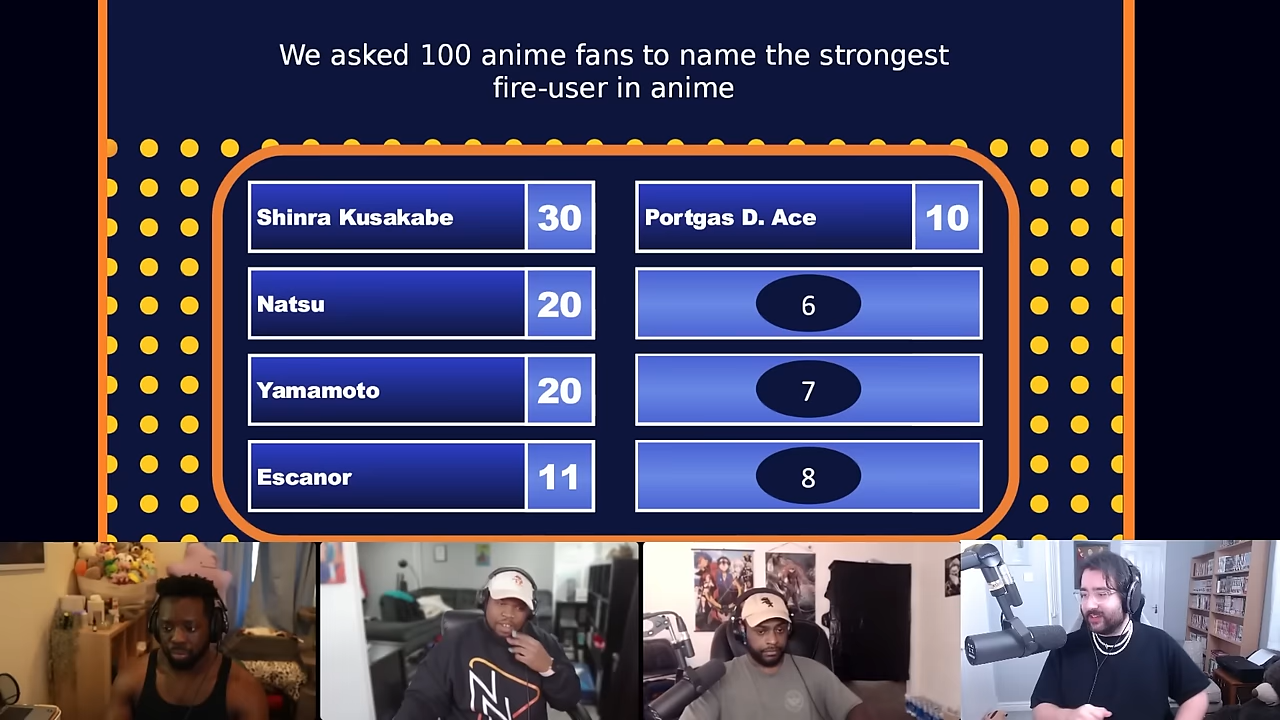 We asked 100 anime fans to name the strongest
fire-user in anime
Shinra Kusakabe 30
Natsu 20
Yamamoto 20
Escanor 11
Portgas D. Ace 10
6
7
8